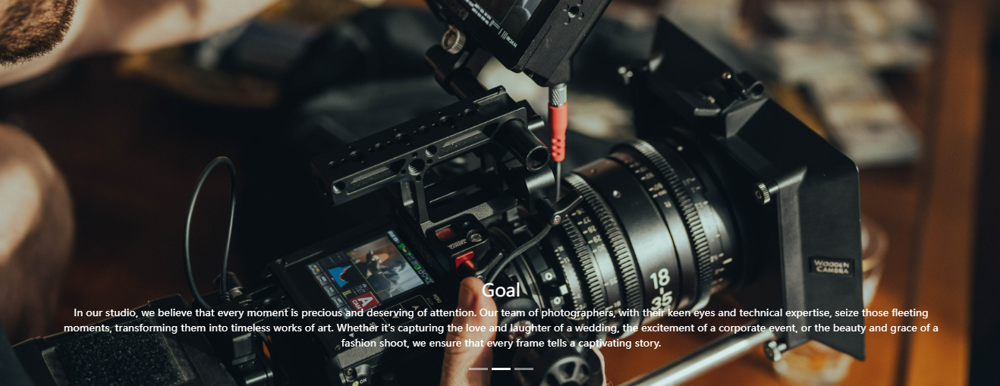 18-35
WOODEN
CAMERA
Goal
In our studio, we believe that every moment is precious and deserving of attention. Our team of photographers, with their keen eyes and technical expertise, seize those fleeting
moments, transforming them into timeless works of art. Whether it's capturing the love and laughter of a wedding, the excitement of a corporate event, or the beauty and grace of a
fashion shoot, we ensure that every frame tells a captivating story.
ON